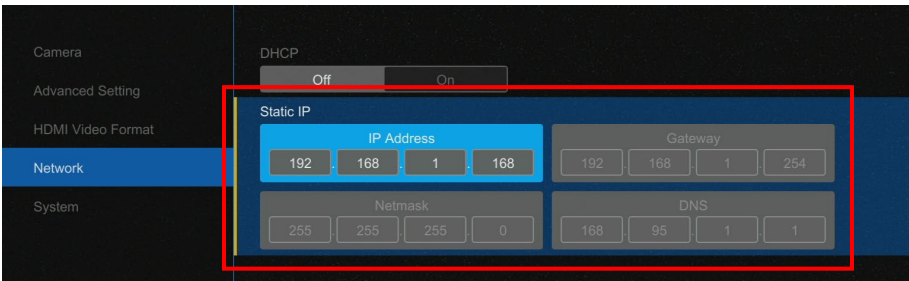 Camera
Advanced Setting
HDMI Video Format
Network
System
DHCP
Off On
Static IP
IP Address
192 . 168 . 1 . 168
Gateway
192 . 168 . 1 . 254
Netmask
255 . 255 . 255 . 0
DNS
168 . 95 . 1 . 1